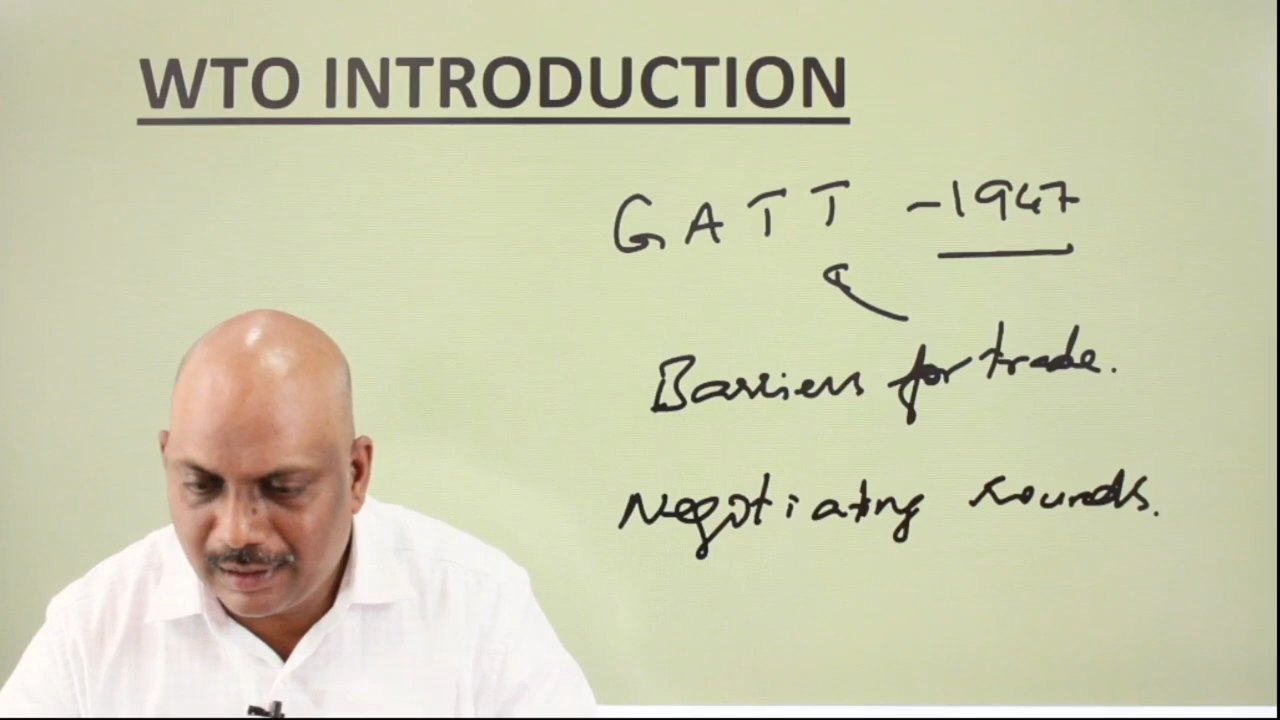 WTO INTRODUCTION
GATT - 1947
Barriers for trade.
Negotiating rounds.